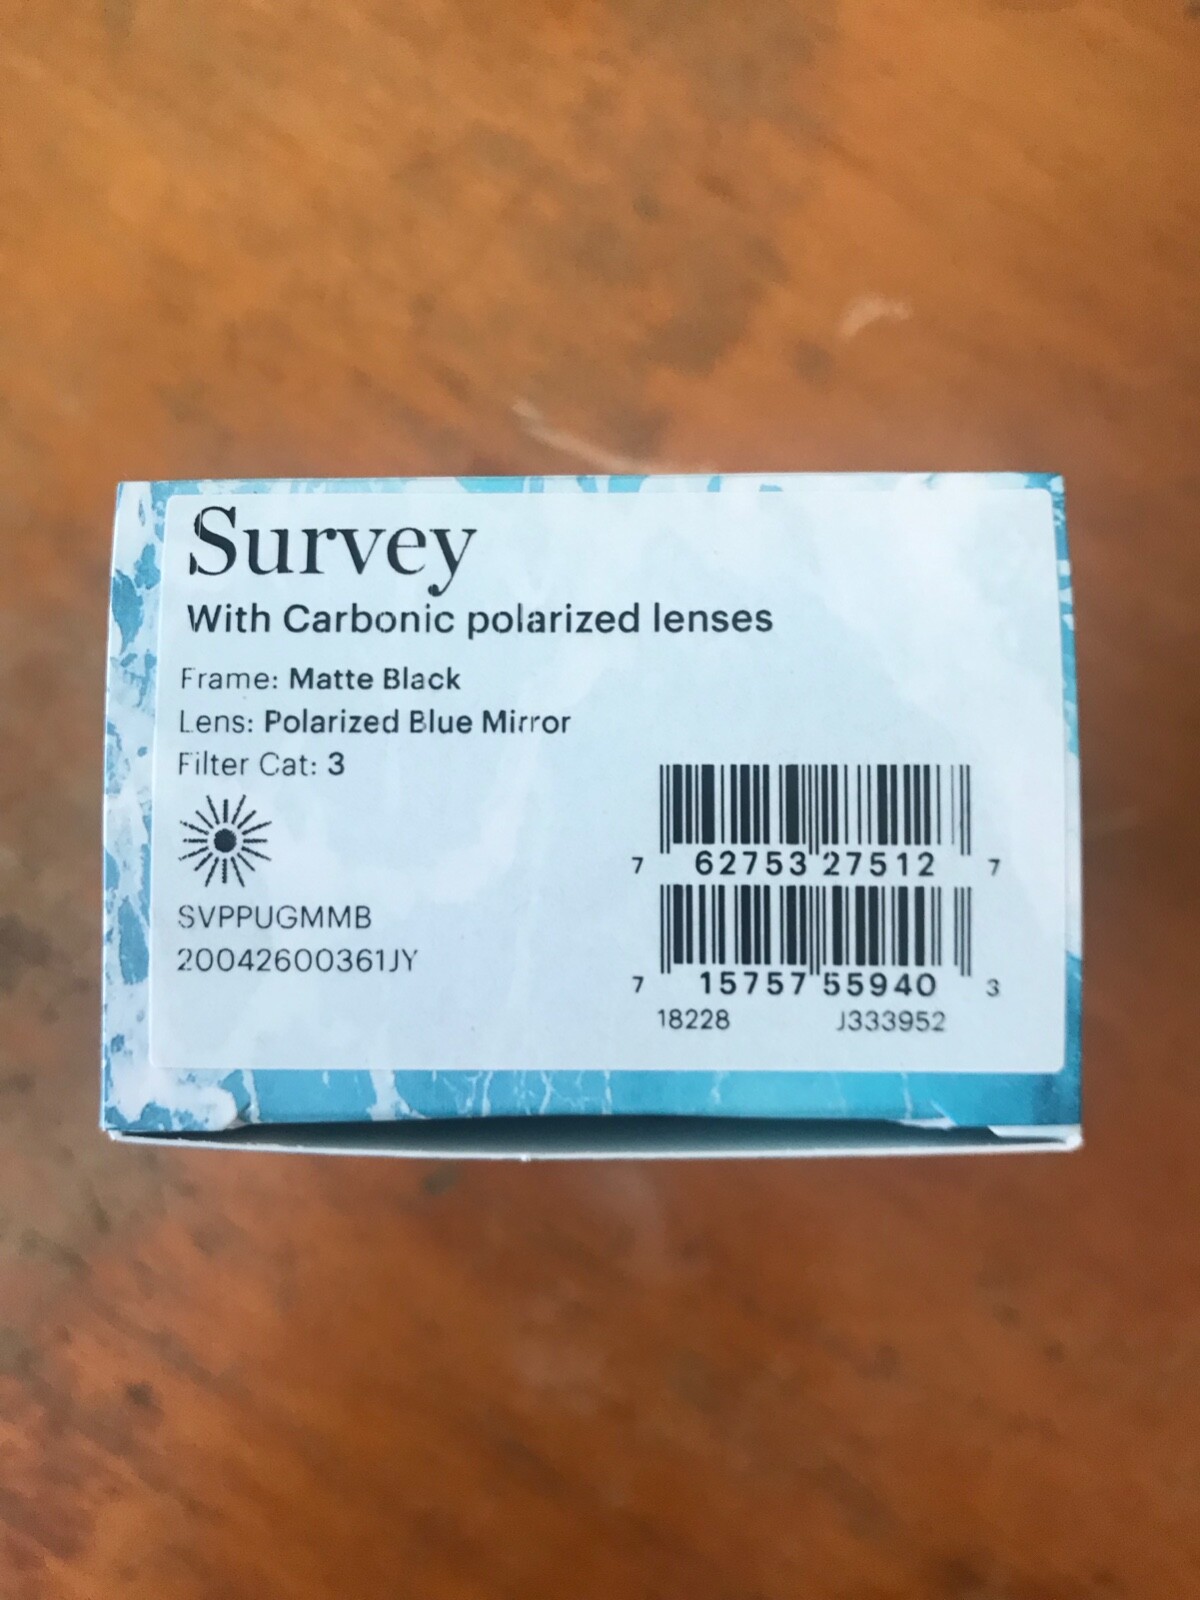 Survey
With Carbonic polarized lenses
Frame: Matte Black
Lens: Polarized Blue Mirror
Filter Cat: 3
SVPPUGMMB
20042600361JY
7 62753 27512 7
7 15757 55940 3
18228 J333952